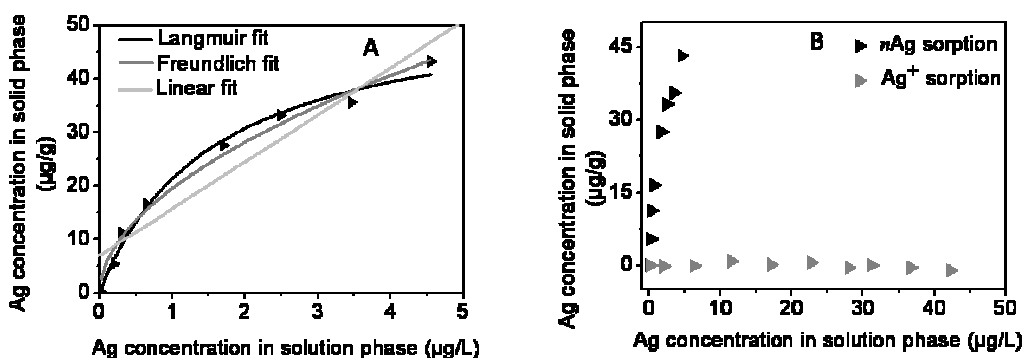 Ag concentration in solid phase
(µg/g)
50
40
30
20
10
0
Langmuir fit
Freundlich fit
Linear fit
A
0 1 2 3 4 5
Ag concentration in solution phase (µg/L)
Ag concentration in solid phase
(µg/g)
45
30
15
0
B
nAg sorption
Ag+ sorption
0 10 20 30 40 50
Ag concentration in solution phase (µg/L)